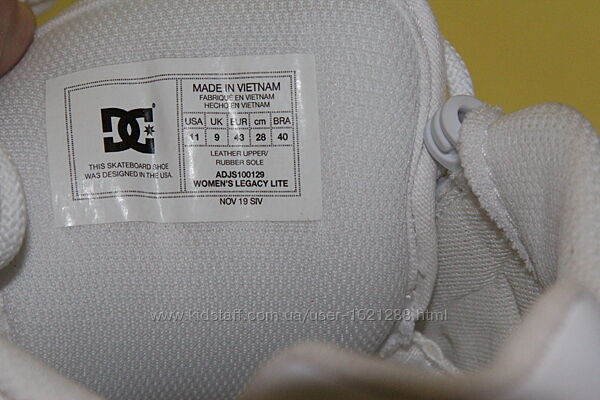 DC
THIS SKATEBOARD SHOE
WAS DESIGNED IN THE USA.
MADE IN VIETNAM
FABRIQUÉ EN VIETNAM
HECHO EN VIETNAM
USA UK EUR cm BRA
11 9 43 28 40
LEATHER UPPER/
RUBBER SOLE
ADJS100129
WOMEN'S LEGACY LITE
NOV 19 SIV
www.kidstaff.com.ua/user-1621283.html